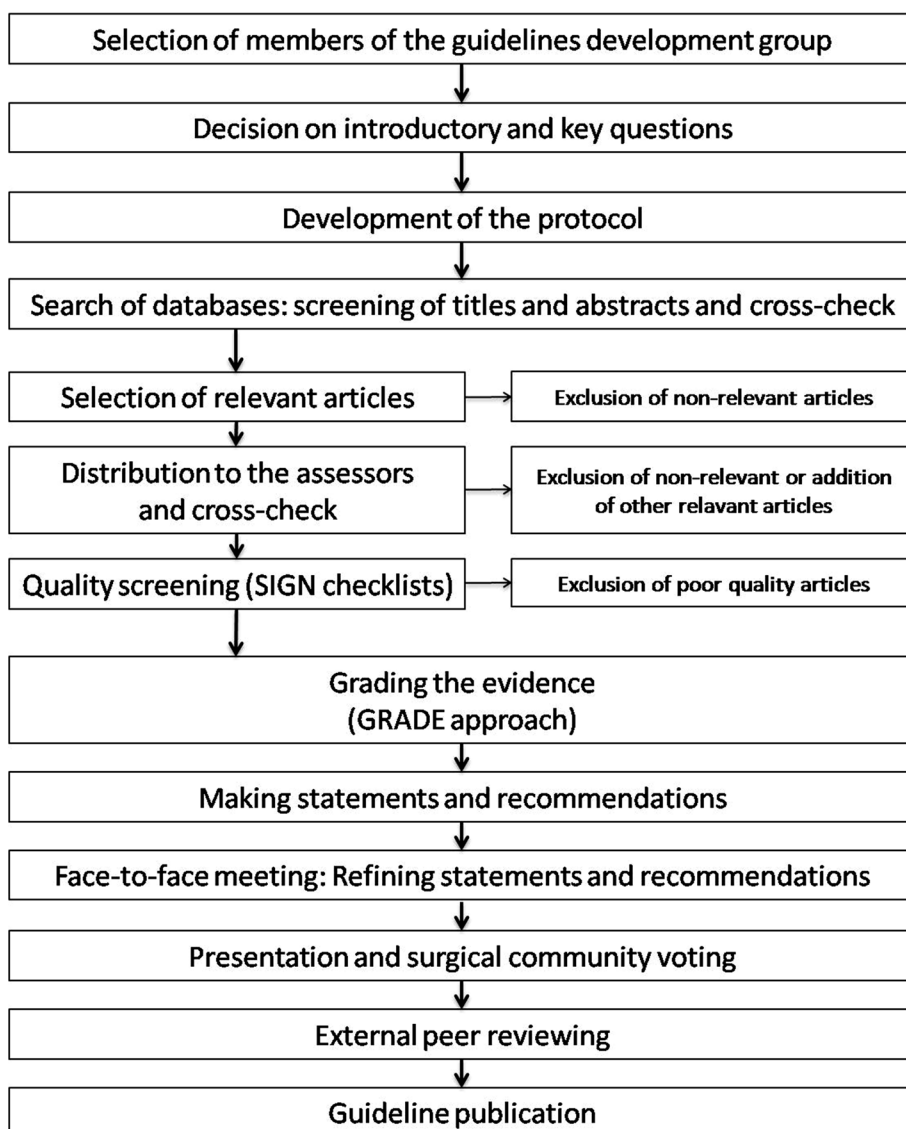 Selection of members of the guidelines development group
Decision on introductory and key questions
Development of the protocol
Search of databases: screening of titles and abstracts and cross-check
Selection of relevant articles
Exclusion of non-relevant articles
Distribution to the assessors
and cross-check
Exclusion of non-relevant or addition
of other relavant articles
Quality screening (SIGN checklists)
Exclusion of poor quality articles
Grading the evidence
(GRADE approach)
Making statements and recommendations
Face-to-face meeting: Refining statements and recommendations
Presentation and surgical community voting
External peer reviewing
Guideline publication